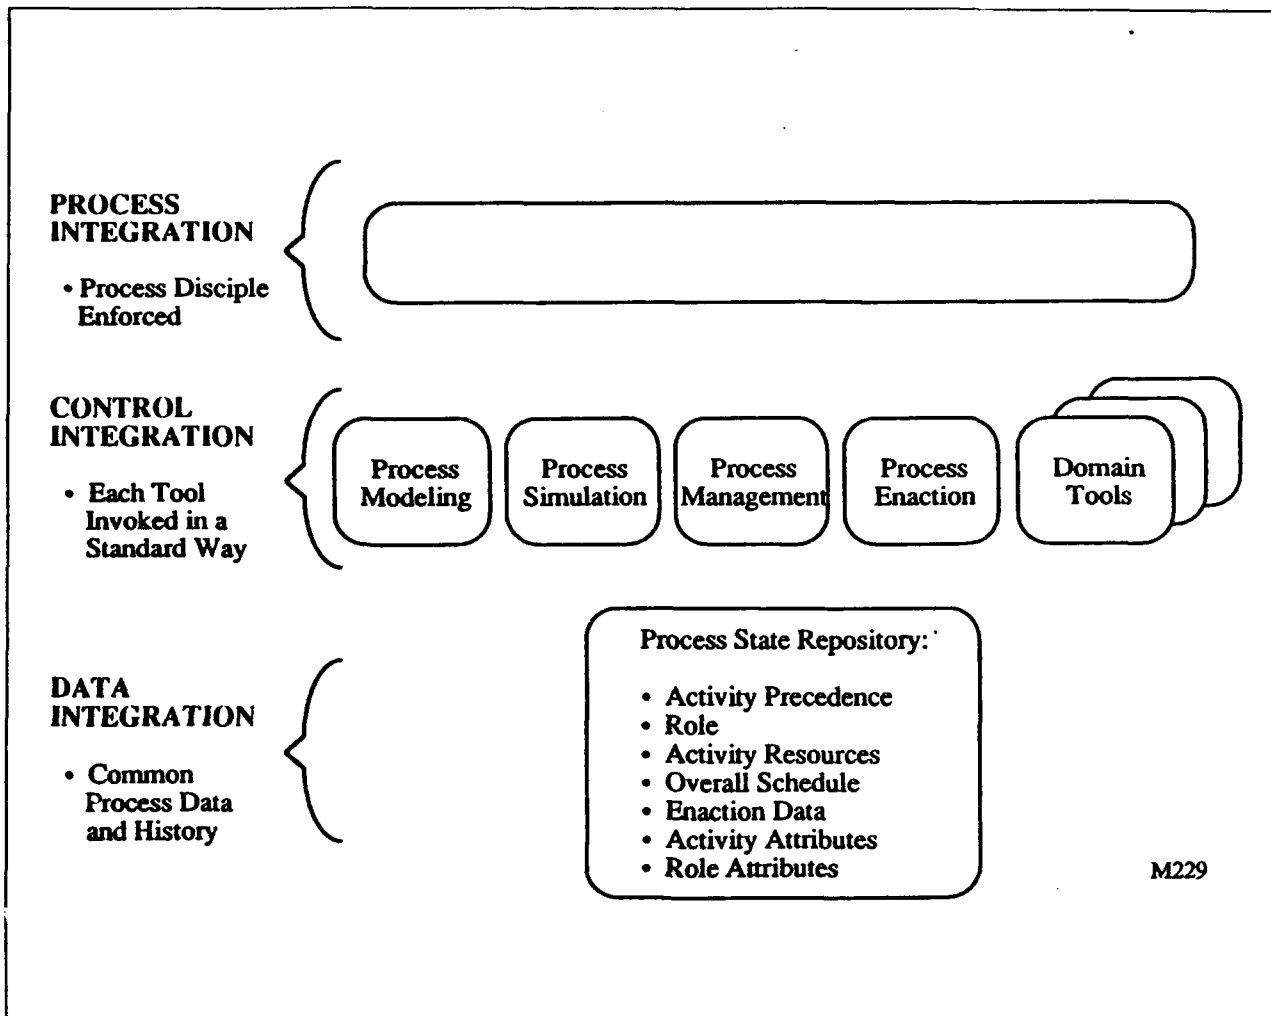 PROCESS
INTEGRATION
• Process Disciple
Enforced
CONTROL
INTEGRATION
• Each Tool
Invoked in a
Standard Way
Process
Modeling
Process
Simulation
Process
Management
Process
Enaction
Domain
Tools
DATA
INTEGRATION
• Common
Process Data
and History
Process State Repository:
• Activity Precedence
• Role
• Activity Resources
• Overall Schedule
• Enaction Data
• Activity Attributes
• Role Attributes
M229